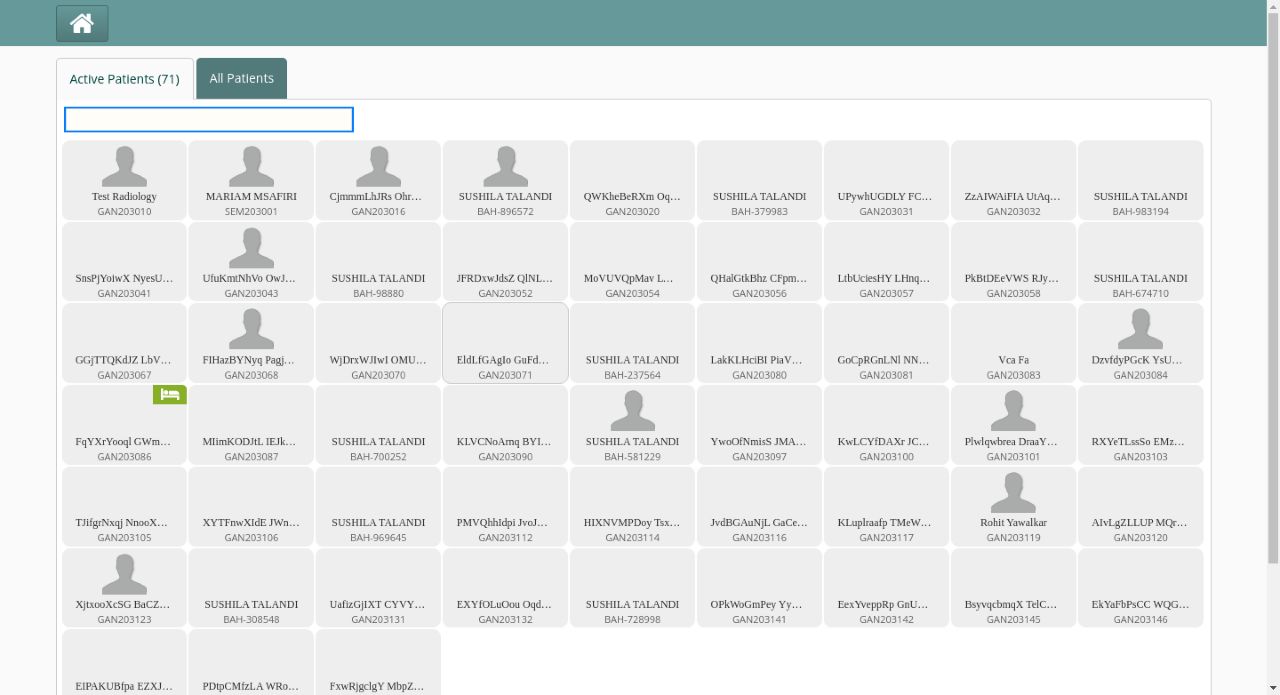 Active Patients (71)
All Patients
Test Radiology
GAN203010
MARIAM MSAFIRI
SEM203001
CjmmmLhJRs Ohr...
GAN203016
SUSHILA TALANDI
BAH-896572
QWKheBeRXm Oq...
GAN203020
SUSHILA TALANDI
BAH-379983
UPywhUGDLY FC...
GAN203031
ZzAIWAiFIA UtAq...
GAN203032
SUSHILA TALANDI
BAH-983194
SnsPjYoiwX NyesU...
GAN203041
UfuKmtNhVo OwJ...
GAN203043
SUSHILA TALANDI
BAH-98880
JFRDxwJdsZ QlNL...
GAN203052
MoVUVQpMav L...
GAN203054
QHalGtkBhz CFpm...
GAN203056
LtbUciesHY LHnq...
GAN203057
PkBtDEeVWS RJy...
GAN203058
SUSHILA TALANDI
BAH-674710
GGjTTQKdJZ LbV...
GAN203067
FIHazBYNyq Pagj...
GAN203068
WjDrxWJIwI OMU...
GAN203070
EldLfGAgIo GuFd...
GAN203071
SUSHILA TALANDI
BAH-237564
LakKLHciBI PiaV...
GAN203080
GoCpRGnLNl NN...
GAN203081
Vca Fa
GAN203083
DzvfdyPGcK YsU...
GAN203084
FqYXrYooql GWm...
GAN203086
MIimKODJtL IEJk...
GAN203087
SUSHILA TALANDI
BAH-700252
KLVCNoArnq BYI...
GAN203090
SUSHILA TALANDI
BAH-581229
YwoOfNmisS JMA...
GAN203097
KwLCYfDAXr JC...
GAN203100
Plwlqwbrea DraaY...
GAN203101
RXYeTLssSo EMz...
GAN203103
TJifgrNxqj NnooX...
GAN203105
XYTFnwXIdE JWn...
GAN203106
SUSHILA TALANDI
BAH-969645
PMVQhhIdpi JvoJ...
GAN203112
HIXNVMPDoy Tsx...
GAN203114
JvdBGAuNjL GaCe...
GAN203116
KLuplraafp TMeW...
GAN203117
Rohit Yawalkar
GAN203119
AIvLgZLLUP MQr...
GAN203120
XjtxooXcSG BaCZ...
GAN203123
SUSHILA TALANDI
BAH-308548
UafizGjIXT CYVY...
GAN203131
EXYfOLuOou Oqd...
GAN203132
SUSHILA TALANDI
BAH-728998
OPkWoGmPey Yy...
GAN203141
EexYveppRp GnU...
GAN203142
BsyvqcbmqX TelC...
GAN203145
EkYaFbPsCC WQG...
GAN203146
EIPAKUBfpa EZXJ...
PDtpCMfzLA WRo...
FxwRjgclgY MbpZ...